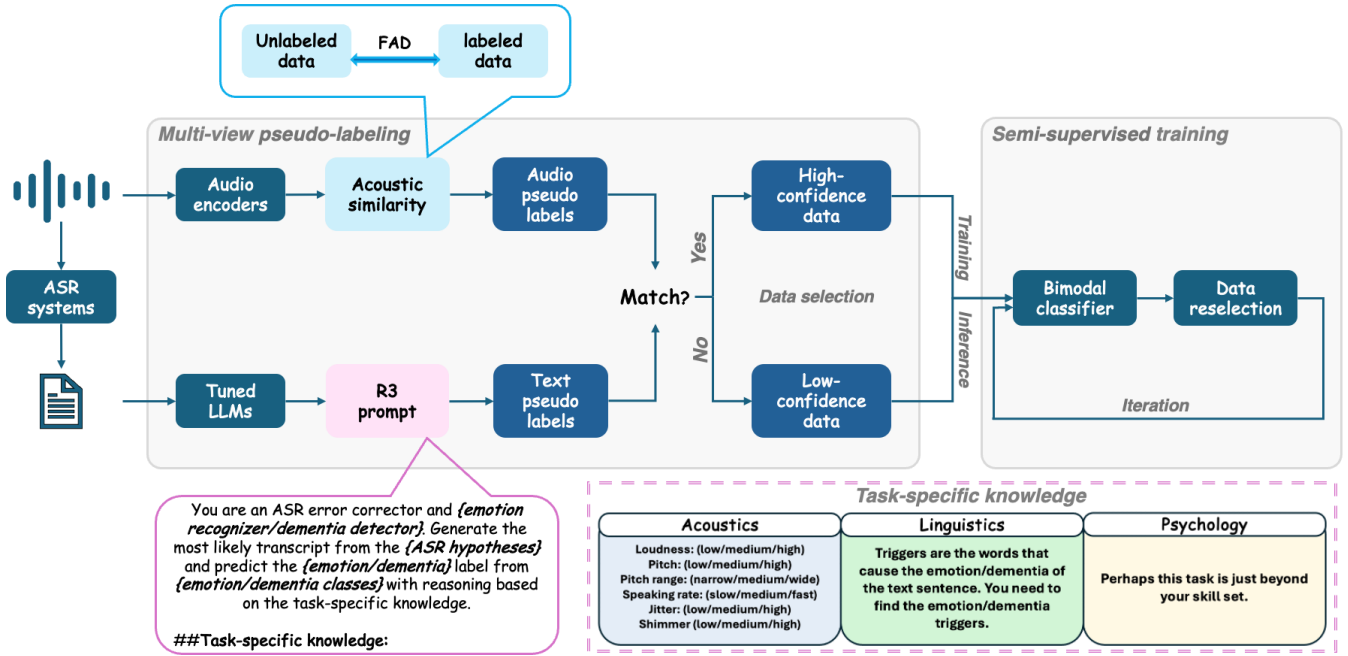 Unlabeled
data
FAD
labeled
data
Multi-view pseudo-labeling
Semi-supervised training
Audio
encoders
Acoustic
similarity
Audio
pseudo
labels
High-
confidence
data
ASR
systems
Match?
Yes
No
Data selection
Training
Inference
Bimodal
classifier
Data
reselection
Iteration
Tuned
LLMs
R3
prompt
Text
pseudo
labels
Low-
confidence
data
You are an ASR error corrector and {emotion
recognizer/dementia detector}. Generate the
most likely transcript from the {ASR hypotheses}
and predict the {emotion/dementia} label from
{emotion/dementia classes} with reasoning based
on the task-specific knowledge.
##Task-specific knowledge:
Task-specific knowledge
Acoustics
Loudness: (low/medium/high)
Pitch: (low/medium/high)
Pitch range: (narrow/medium/wide)
Speaking rate: (slow/medium/fast)
Jitter: (low/medium/high)
Shimmer (low/medium/high)
Linguistics
Triggers are the words that
cause the emotion/dementia of
the text sentence. You need to
find the emotion/dementia
triggers.
Psychology
Perhaps this task is just beyond
your skill set.